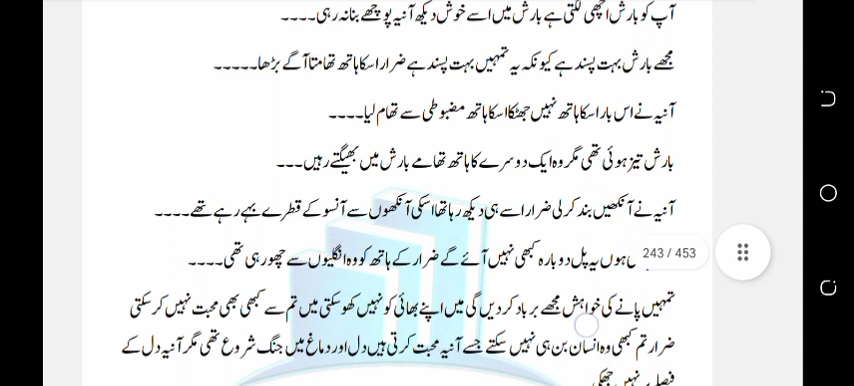 آپ کو بارش اچھی لگتی ہے بارش میں اسے خوش دیکھ آنیہ پوچھے بنا نہ رہی۔۔۔۔
مجھے بارش بہت پسند ہے کیونکہ یہ تمہیں بہت پسند ہے ضرار اسکا ہاتھ تھامتا آگے بڑھا۔۔۔۔۔
آنیہ نے اس بار اسکا ہاتھ نہیں جھٹکا اسکا ہاتھ مضبوطی سے تھام لیا۔۔۔۔
بارش تیز ہوئی تھی مگر وہ ایک دوسرے کا ہاتھ تھامے بارش میں بھیگتے رہیں۔۔۔
آنیہ نے آنکھیں بند کر لی ضرار اسے ہی دیکھ رہا تھا اسکی آنکھوں سے آنسو کے قطرے بہے رہے تھے۔۔۔۔
ہوں یہ پل دوبارہ کبھی نہیں آئے گے ضرار کے ہاتھ کو وہ انگلیوں سے چھو رہی تھی۔۔۔۔
243 / 453
تمہیں پانے کی خواہش مجھے برباد کر دیں گی میں اپنے بھائی کو نہیں کھو سکتی میں تم سے کبھی بھی محبت نہیں کر سکتی
ضرار تم کبھی وہ انسان بن ہی نہیں سکتے جسے آنیہ محبت کرتی ہیں دل اور دماغ میں جنگ شروع تھی مگر آنیہ دل کے
فیصلے پر نہیں جھکی